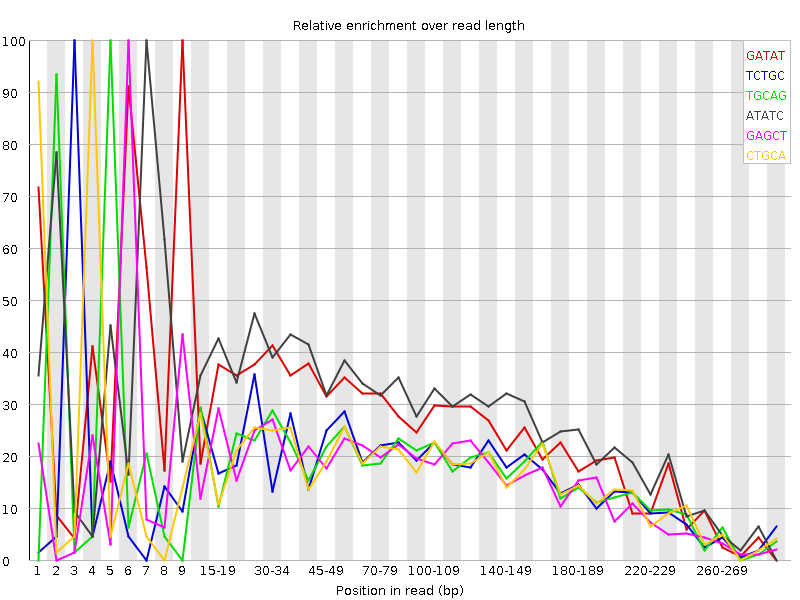 Relative enrichment over read length
100
90
80
70
60
50
40
30
20
10
0
GATAT
TCTGC
TGCAG
ATATC
GAGCT
CTGCA
1 2 3 4 5 6 7 8 9 15-19 30-34 45-49 70-79 100-109 140-149 180-189 220-229 260-269
Position in read (bp)